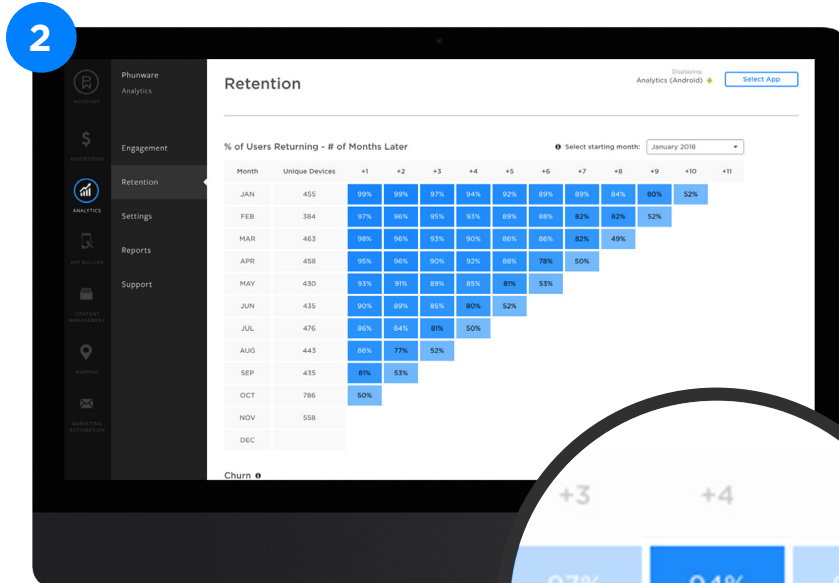 2
Phunware
Analytics
ACCOUNT
ADVERTISING
ANALYTICS
APP BUILDER
CONTENT
MANAGEMENT
MAPPING
MARKETING
AUTOMATION
Engagement
Retention
Settings
Reports
Support
Retention
Displaying
Analytics (Android)
Select App
% of Users Returning - # of Months Later
Select starting month: January 2018
Month Unique Devices +1 +2 +3 +4 +5 +6 +7 +8 +9 +10 +11
JAN 455 99% 99% 97% 94% 92% 89% 89% 84% 80% 52%
FEB 384 97% 96% 95% 93% 89% 88% 82% 82% 52%
MAR 463 98% 96% 93% 90% 86% 86% 82% 49%
APR 458 95% 96% 90% 92% 88% 78% 50%
MAY 430 93% 91% 89% 85% 81% 53%
JUN 435 90% 89% 85% 80% 52%
JUL 476 86% 84% 81% 50%
AUG 443 86% 77% 52%
SEP 435 81% 53%
OCT 786 50%
NOV 558
DEC
Churn
+3 +4
97% 94%